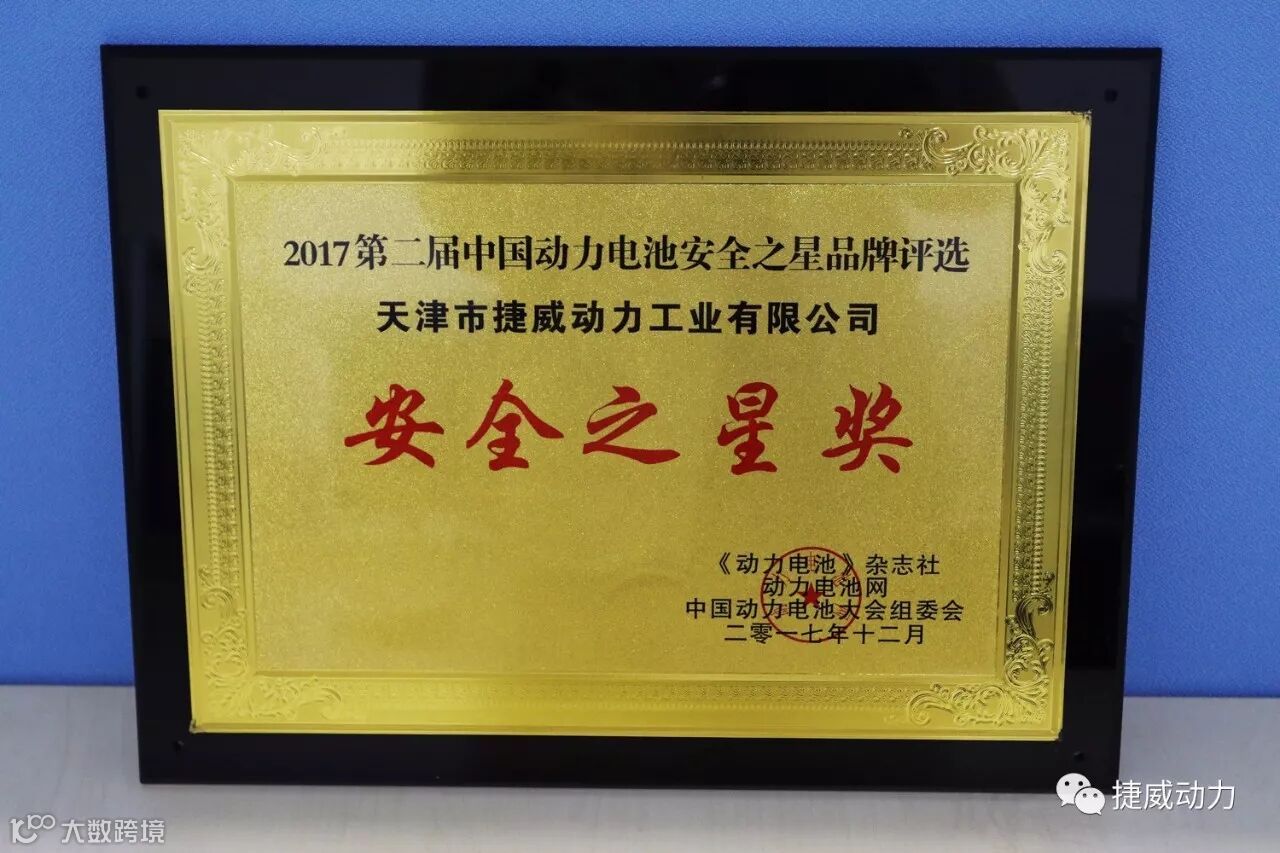 2017第二届中国动力电池安全之星品牌评选
天津市捷威动力工业有限公司
安全之星奖
《动力电池》杂志社
动力电池网
中国动力电池大会组委会
二零一七年十二月
捷威动力
大数跨境